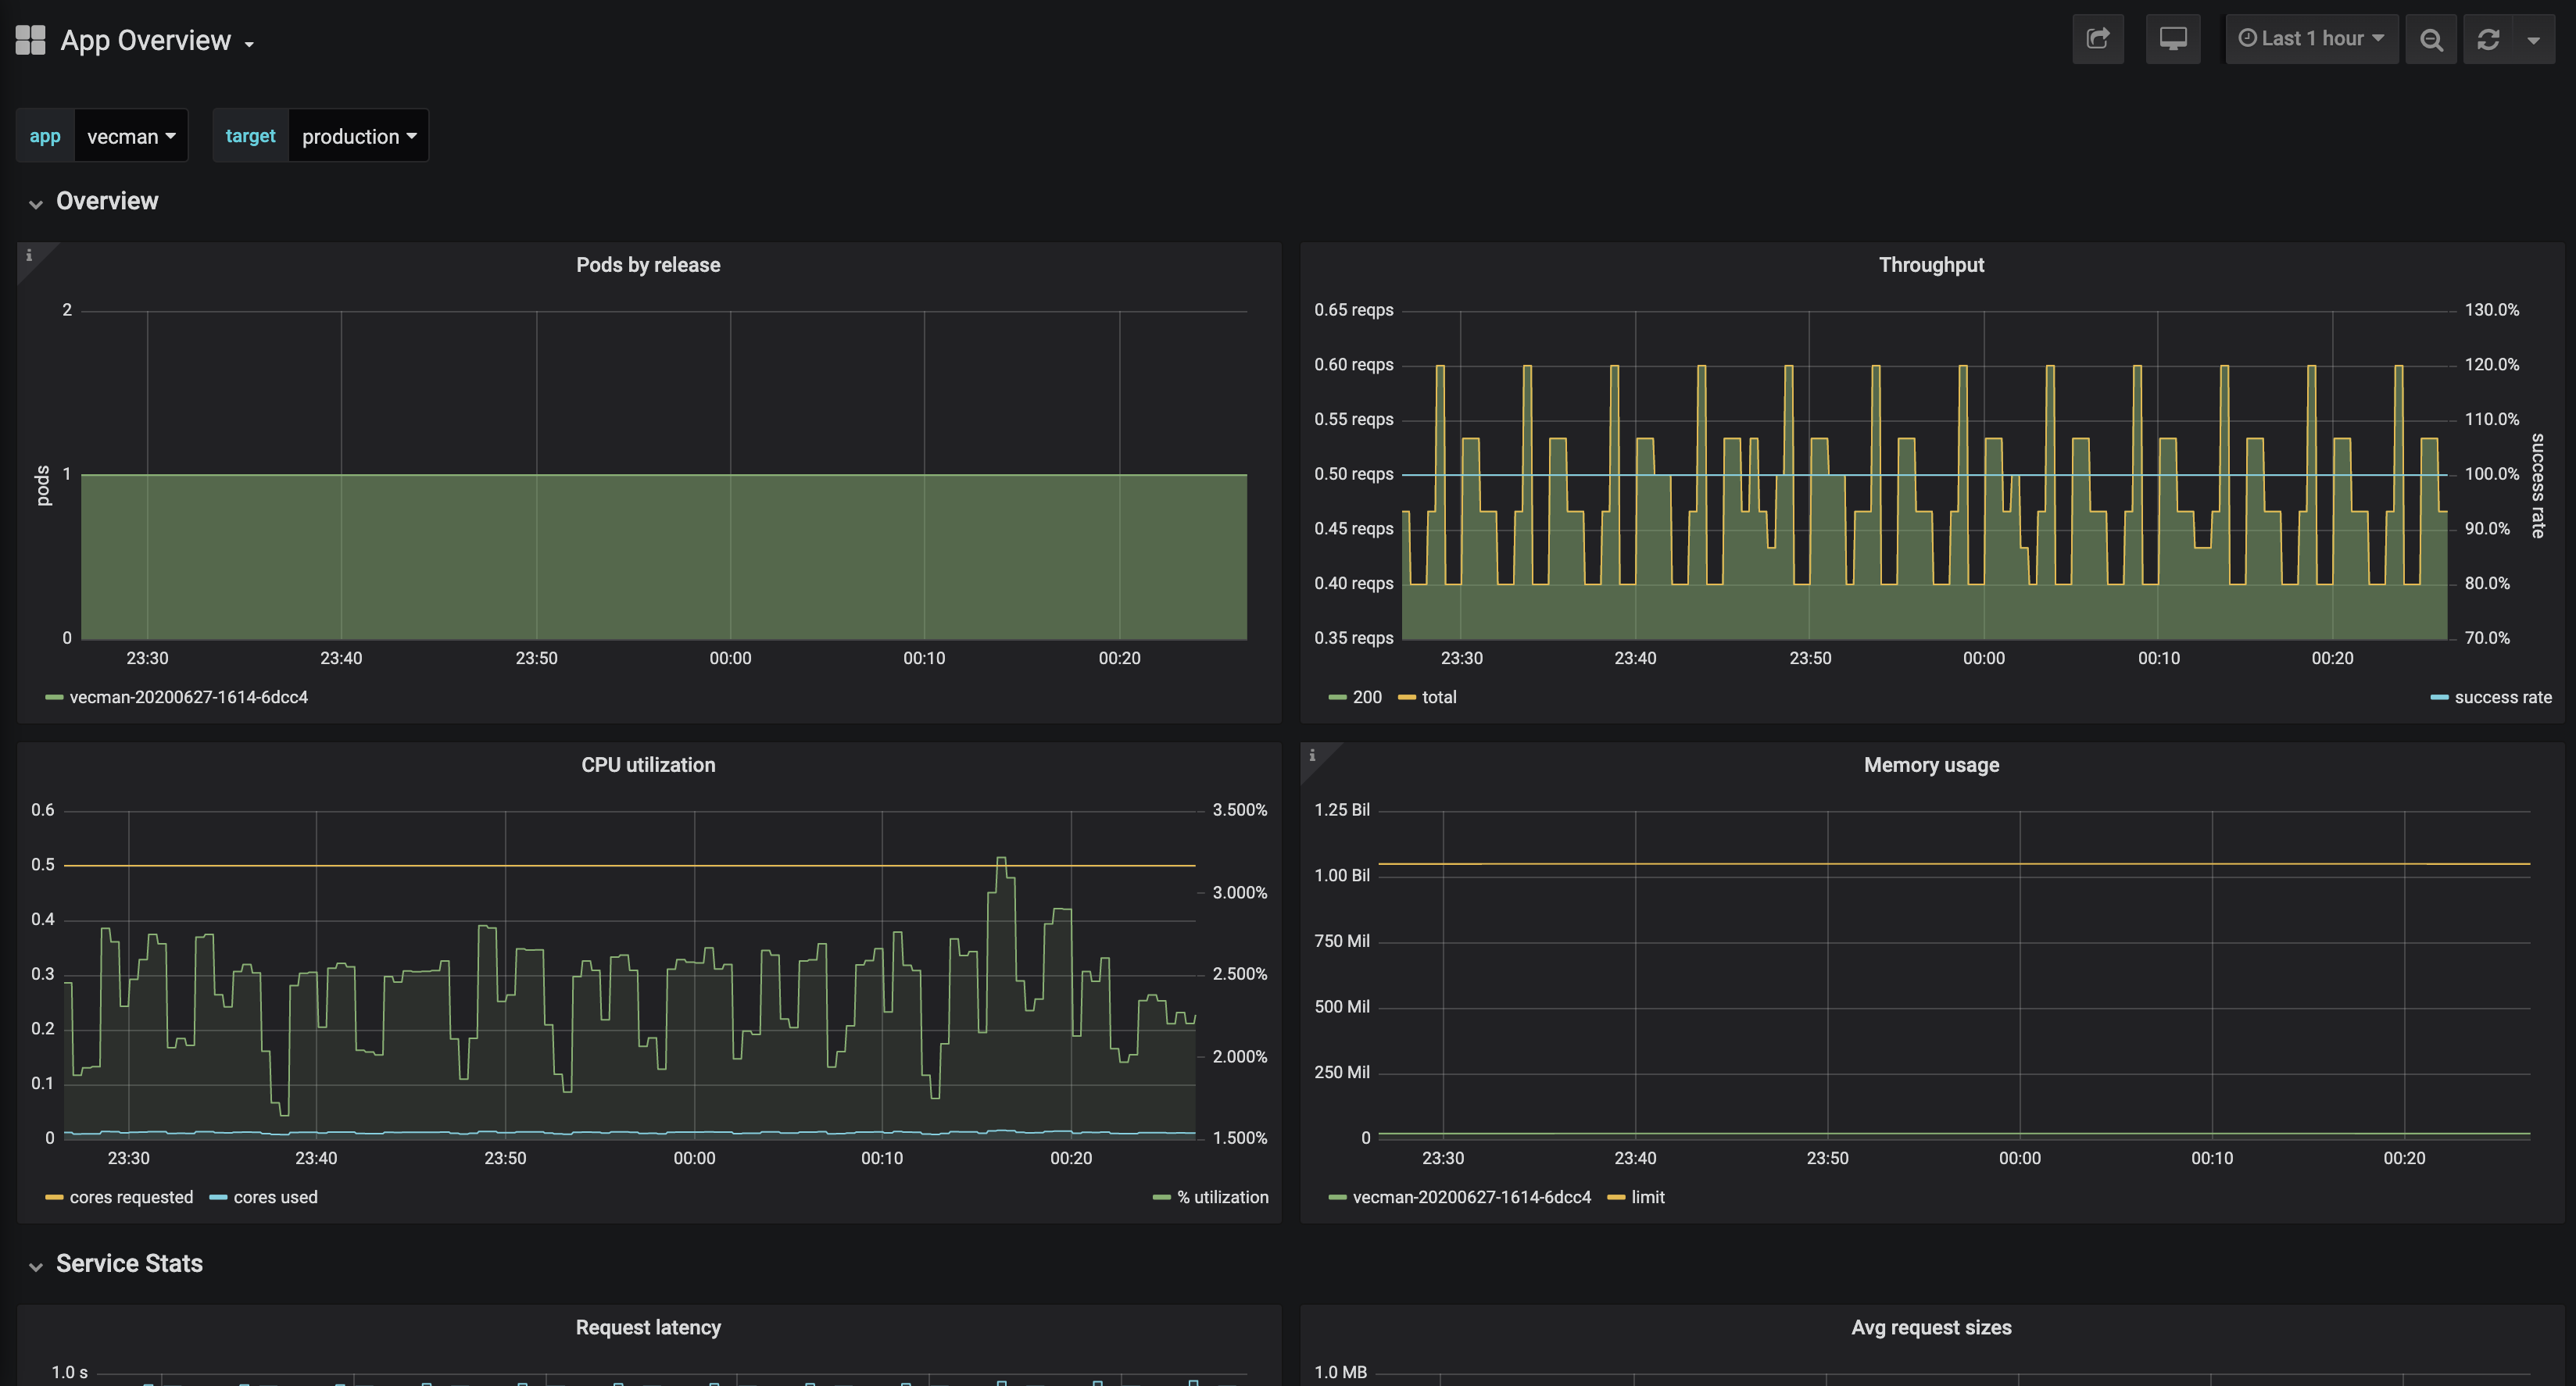 App Overview
Last 1 hour
app vecman target production
Overview
i
Pods by release
2
1
0
pods
23:30 23:40 23:50 00:00 00:10 00:20
vecman-20200627-1614-6dcc4
Throughput
0.65 reqps 130.0%
0.60 reqps 120.0%
0.55 reqps 110.0%
0.50 reqps 100.0%
0.45 reqps 90.0%
0.40 reqps 80.0%
0.35 reqps 70.0%
success rate
23:30 23:40 23:50 00:00 00:10 00:20
200 total success rate
CPU utilization
0.6 3.500%
0.5
3.000%
0.4
0.3 2.500%
0.2
2.000%
0.1
0 1.500%
23:30 23:40 23:50 00:00 00:10 00:20
cores requested cores used % utilization
i
Memory usage
1.25 Bil
1.00 Bil
750 Mil
500 Mil
250 Mil
0
23:30 23:40 23:50 00:00 00:10 00:20
vecman-20200627-1614-6dcc4 limit
Service Stats
Request latency
1.0 s
Avg request sizes
1.0 MB